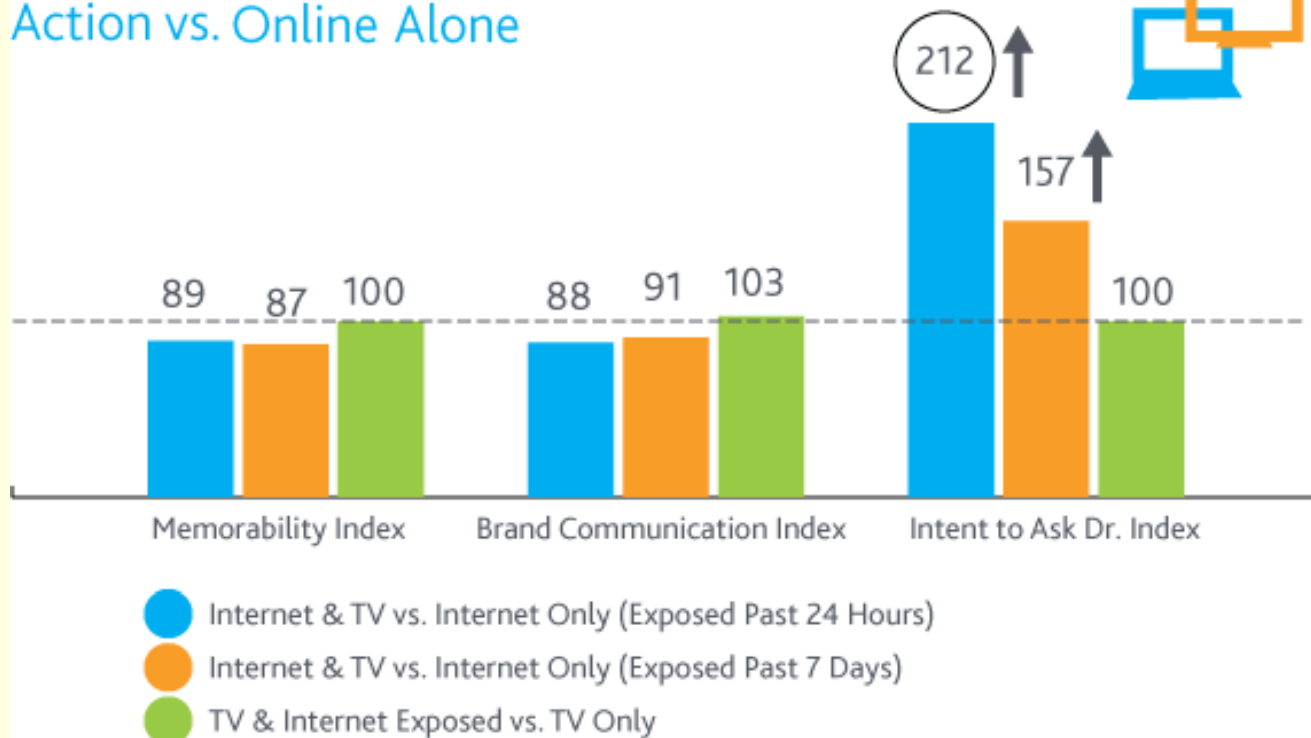 Action vs. Online Alone
212
157
89
87
100
88
91
103
100
Memorability Index
Brand Communication Index
Intent to Ask Dr. Index
Internet & TV vs. Internet Only (Exposed Past 24 Hours)
Internet & TV vs. Internet Only (Exposed Past 7 Days)
TV & Internet Exposed vs. TV Only